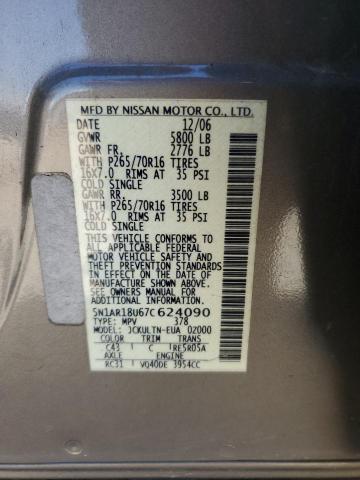 MFD BY NISSAN MOTOR CO., LTD.
12/06
GVWR 5800 LB
GAWR FR. 2776 LB
WITH P265/70R16 TIRES
16X7.0 RIMS AT 35 PSI
COLD SINGLE
GAWR RR. 3500 LB
WITH P265/70R16 TIRES
16X7.0 RIMS AT 35 PSI
COLD SINGLE
THIS VEHICLE CONFORMS TO
ALL APPLICABLE FEDERAL
MOTOR VEHICLE SAFETY AND
THEFT PREVENTION STANDARDS
IN EFFECT ON THE DATE OF
MANUFACTURE SHOWN ABOVE.
SEE OWNERS MANUAL FOR
ADDITIONAL INFORMATION.
5N1AR18U67C624090
TYPE: MPV 378
MODEL: JCKULTN-EUA 02000
COLOR TRIM TRANS
C43 C RE5R05A
AXLE ENGINE
RC31 VQ40DE 3954CC